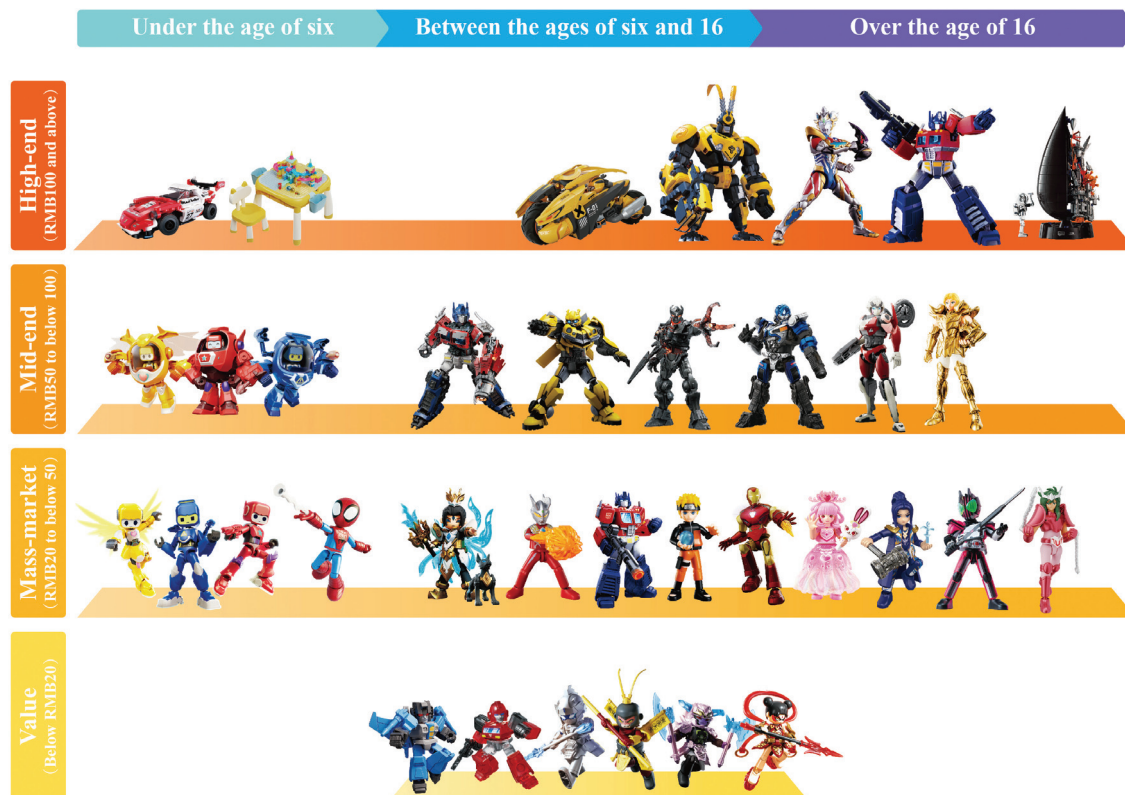 Under the age of six
Between the ages of six and 16
Over the age of 16
High-end
(RMB100 and above)
Mid-end
(RMB50 to below 100)
Mass-market
(RMB20 to below 50)
Value
(Below RMB20)